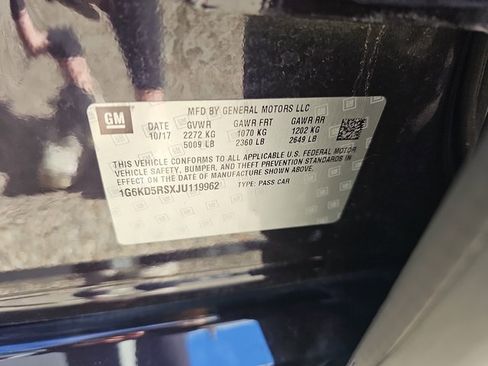 GM
MFD BY GENERAL MOTORS LLC
DATE GVWR GAWR FRT GAWR RR
10/17 2272 KG 1070 KG 1202 KG
5009 LB 2360 LB 2649 LB
THIS VEHICLE CONFORMS TO ALL APPLICABLE U.S. FEDERAL MOTOR
VEHICLE SAFETY, BUMPER, AND THEFT PREVENTION STANDARDS
IN EFFECT ON THE DATE OF MANUFACTURE SHOWN ABOVE.
1G6KD5RSXJU119962 TYPE: PASS CAR